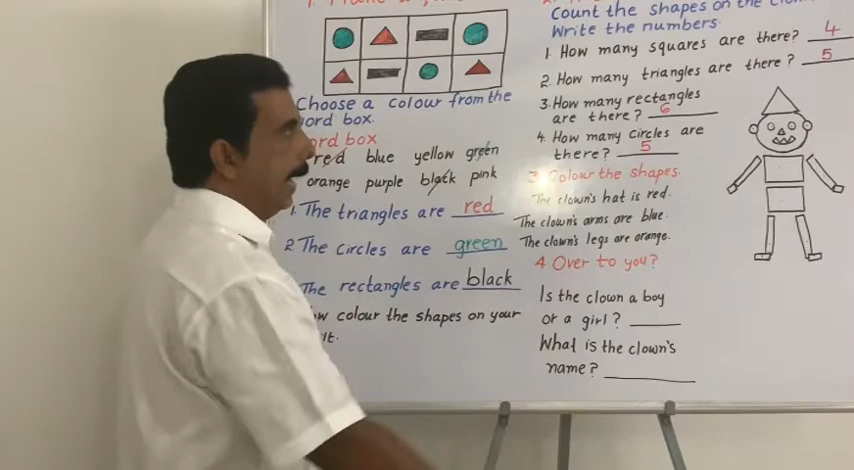 Choose a colour from the
word box.
word box
red blue yellow green
orange purple black pink
1. The triangles are red
2. The circles are green
The rectangles are black
colour the shapes on your
Count the shapes on the
Write the numbers.
1. How many squares are there? 4
2. How many triangles are there? 5
3. How many rectangles
are there? 6
4. How many circles are
there? 5
3. Colour the shapes.
The clown's hat is red.
The clown's arms are blue.
The clown's legs are orange.
4 Over to you?
Is the clown a boy
or a girl?
What is the clown's
name?